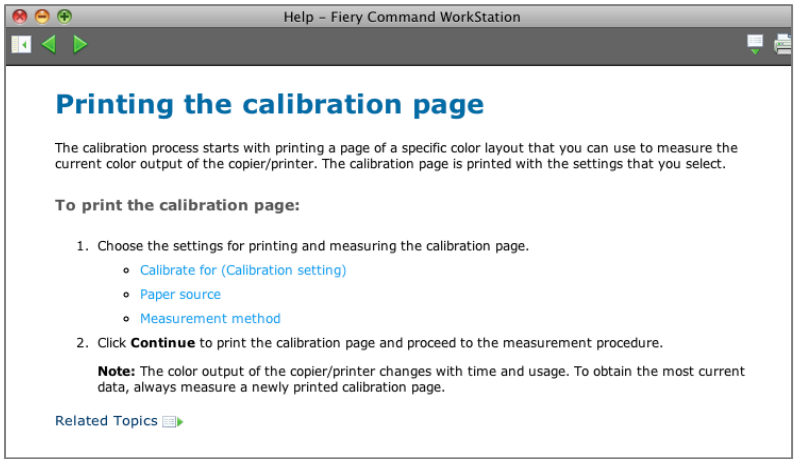 Help – Fiery Command WorkStation
Printing the calibration page
The calibration process starts with printing a page of a specific color layout that you can use to measure the
current color output of the copier/printer. The calibration page is printed with the settings that you select.
To print the calibration page:
1. Choose the settings for printing and measuring the calibration page.
Calibrate for (Calibration setting)
Paper source
Measurement method
2. Click Continue to print the calibration page and proceed to the measurement procedure.
Note: The color output of the copier/printer changes with time and usage. To obtain the most current
data, always measure a newly printed calibration page.
Related Topics